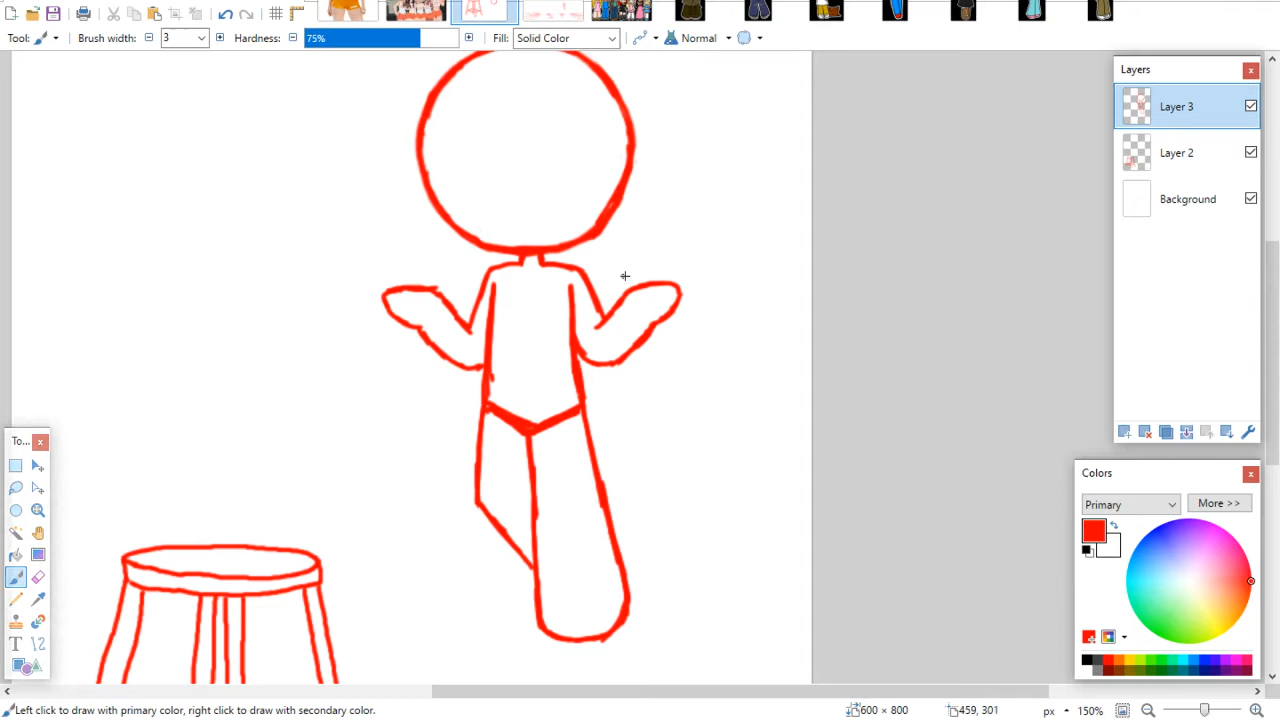 Tool:
Brush width:
3
Hardness:
75%
Fill:
Solid Color
Normal
Layers
Layer 3
Layer 2
Background
To...
Colors
Primary
More >>
Left click to draw with primary color, right click to draw with secondary color.
600 × 800
459, 301
px
150%